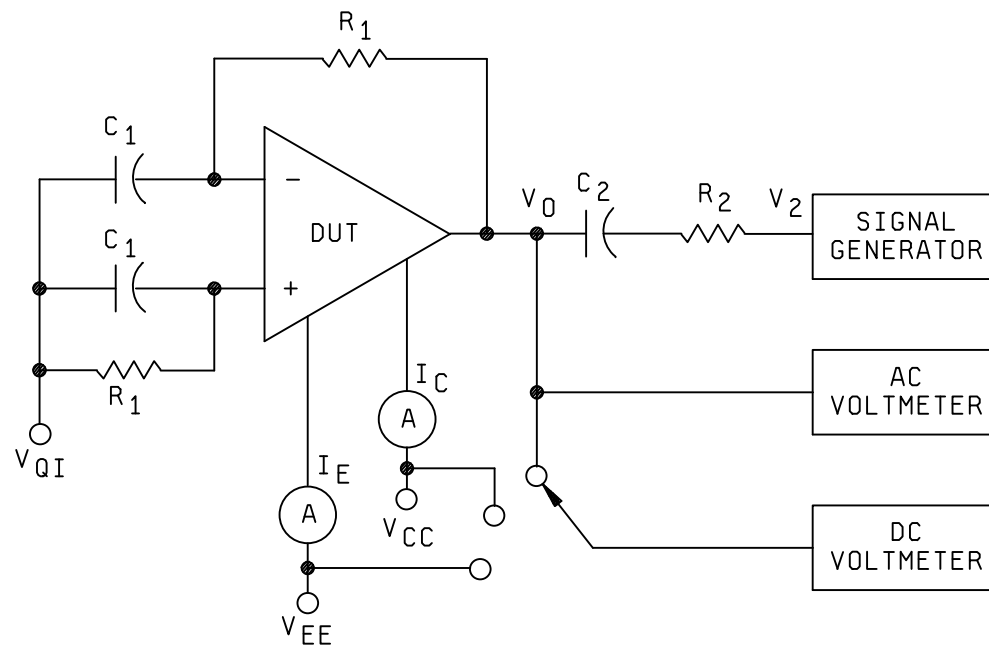 R1
C1
−
VO
C2
R2
V2
SIGNAL
GENERATOR
DUT
C1
+
R1
IC
AC
VOLTMETER
A
VQI
IE
A
VCC
DC
VOLTMETER
VEE